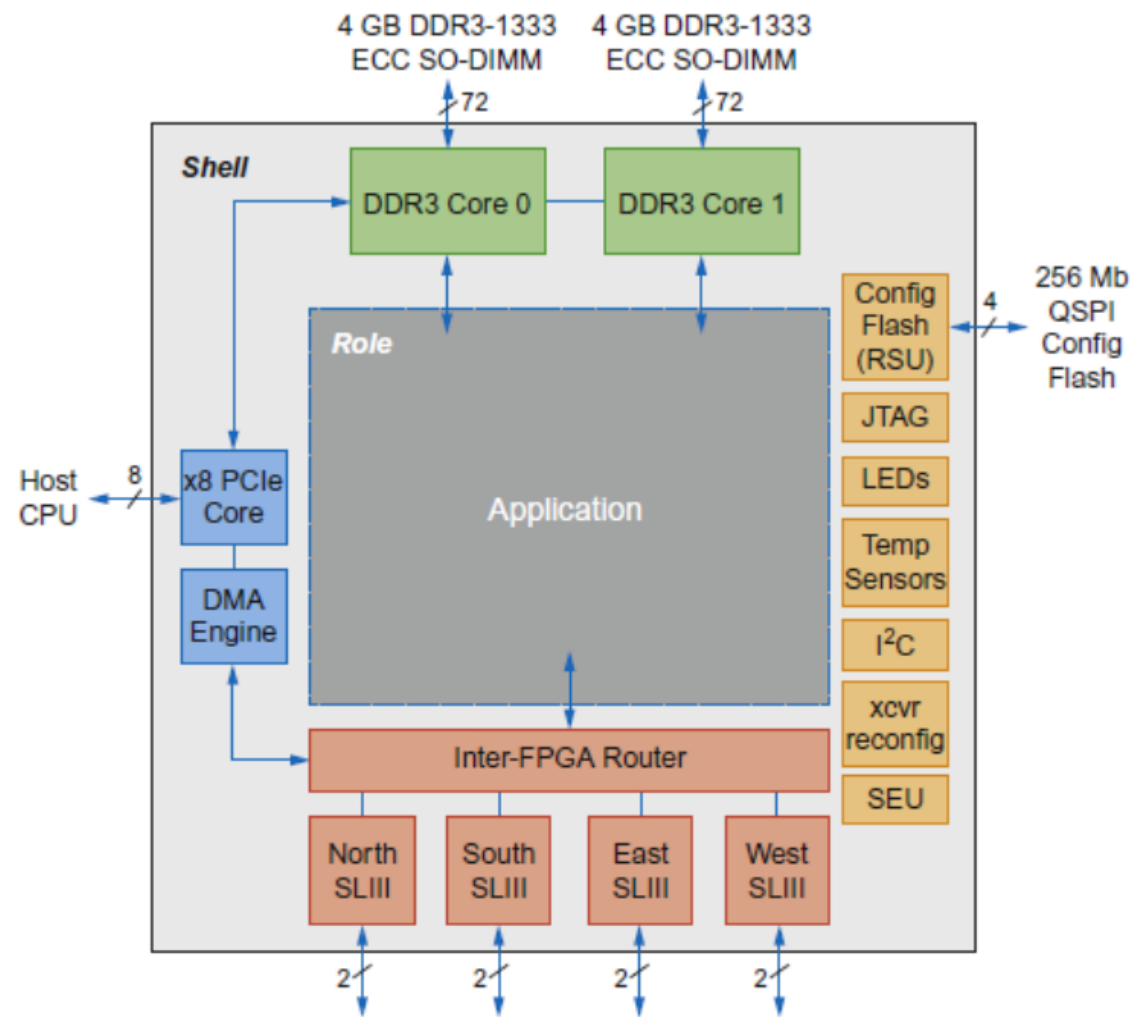 4 GB DDR3-1333
ECC SO-DIMM
4 GB DDR3-1333
ECC SO-DIMM
72
72
Shell
DDR3 Core 0
DDR3 Core 1
Config
Flash
(RSU)
4
256 Mb
QSPI
Config
Flash
Role
JTAG
Host
CPU
8
x8 PCIe
Core
Application
LEDs
Temp
Sensors
DMA
Engine
I²C
xcvr
reconfig
Inter-FPGA Router
SEU
North
SLIII
South
SLIII
East
SLIII
West
SLIII
2
2
2
2